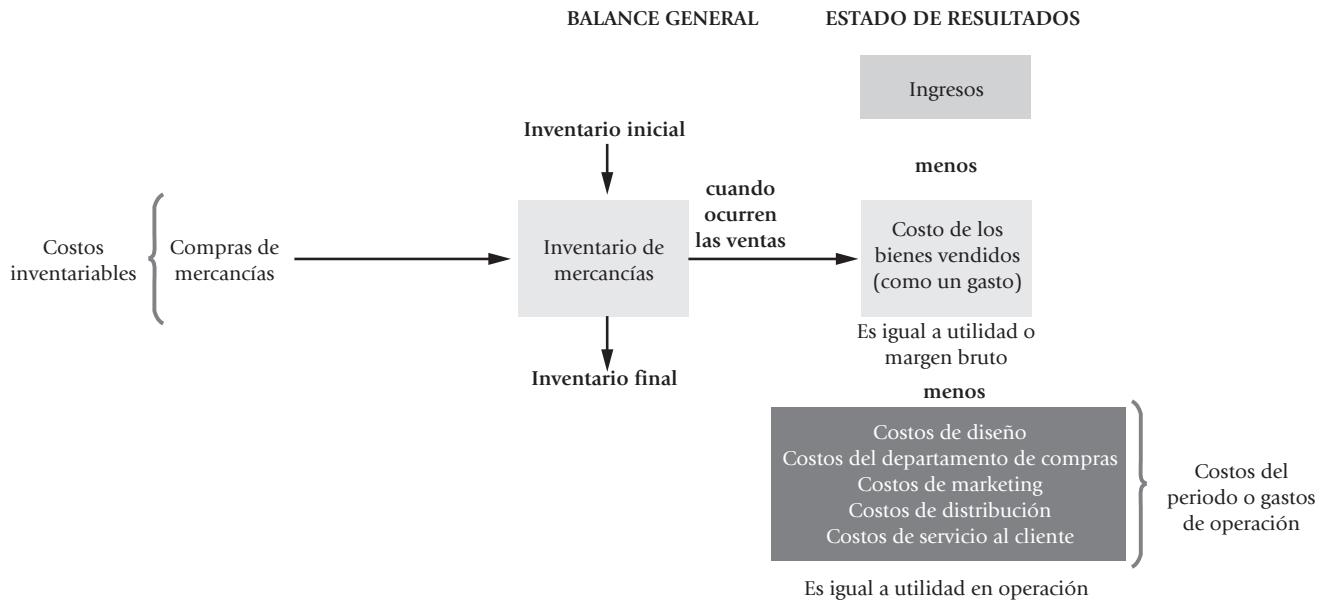 BALANCE GENERAL
ESTADO DE RESULTADOS
Ingresos
Inventario inicial
menos
cuando
ocurren
las ventas
Costos
inventariables
Compras de
mercancías
Inventario de
mercancías
Costo de los
bienes vendidos
(como un gasto)
Es igual a utilidad o
margen bruto
Inventario final
menos
Costos de diseño
Costos del departamento de compras
Costos de marketing
Costos de distribución
Costos de servicio al cliente
Costos del
periodo o gastos
de operación
Es igual a utilidad en operación